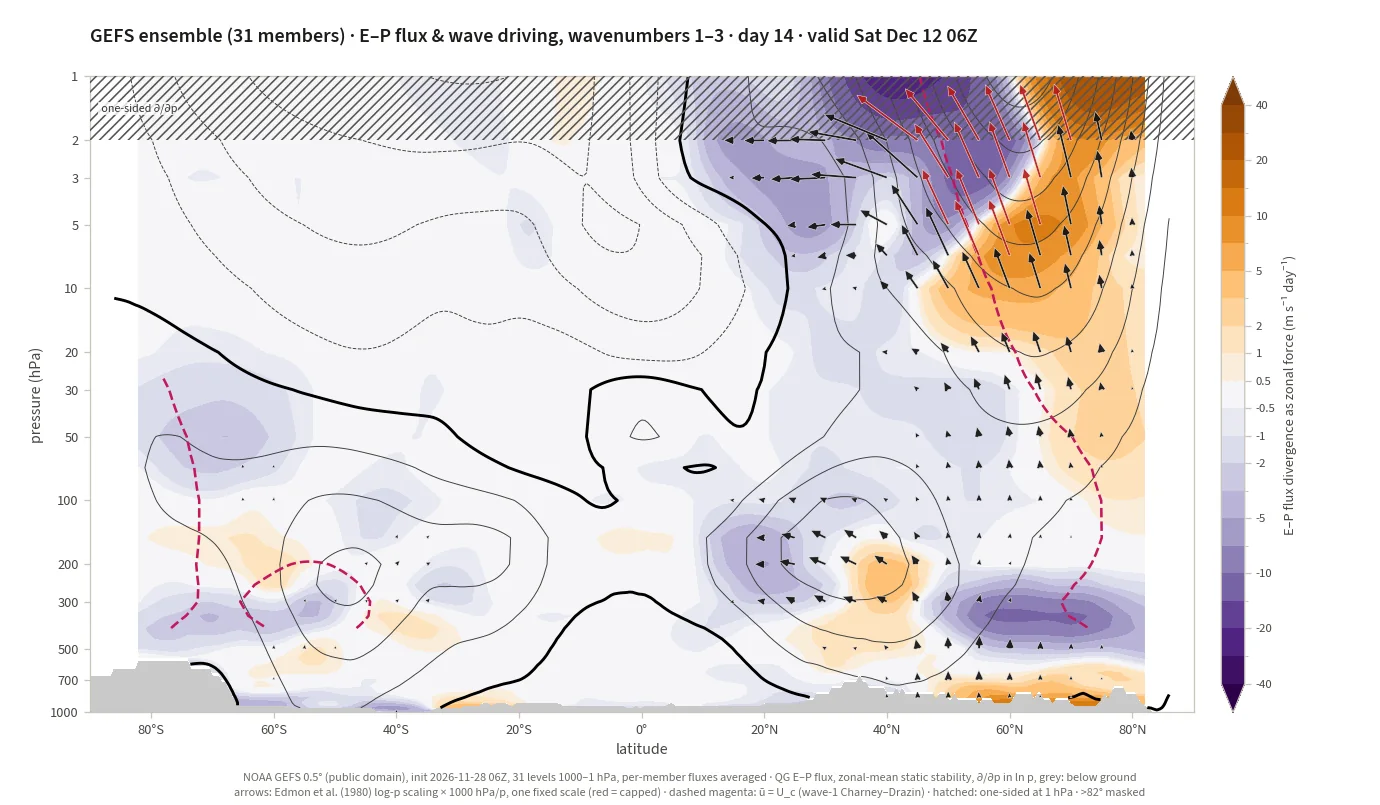 GEFS ensemble (31 members) · E–P flux & wave driving, wavenumbers 1–3 · day 14 · valid Sat Dec 12 06Z
one-sided ∂/∂p
pressure (hPa)
1
2
3
5
10
20
30
50
100
200
300
500
700
1000
80°S
60°S
40°S
20°S
0°
20°N
40°N
60°N
80°N
latitude
40
20
10
5
2
1
0.5
-0.5
-1
-2
-5
-10
-20
-40
E–P flux divergence as zonal force (m s⁻¹ day⁻¹)
NOAA GEFS 0.5° (public domain), init 2026-11-28 06Z, 31 levels 1000–1 hPa, per-member fluxes averaged · QG E–P flux, zonal-mean static stability, ∂/∂p in ln p, grey: below ground
arrows: Edmon et al. (1980) log-p scaling × 1000 hPa/p, one fixed scale (red = capped) · dashed magenta: ū = U_c (wave-1 Charney–Drazin) · hatched: one-sided at 1 hPa · >82° masked